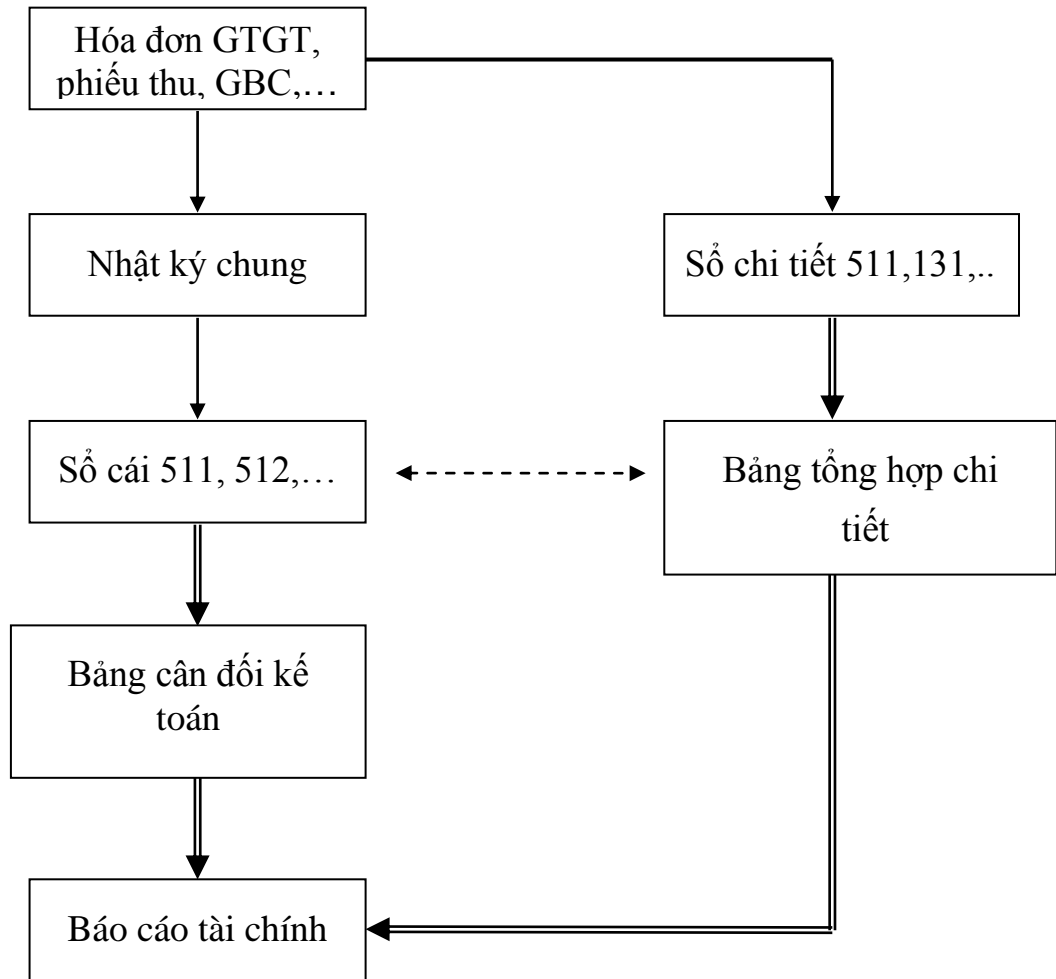 Hóa đơn GTGT,
phiếu thu, GBC,…
Nhật ký chung
Sổ chi tiết 511,131,..
Sổ cái 511, 512,…
Bảng tổng hợp chi
tiết
Bảng cân đối kế
toán
Báo cáo tài chính